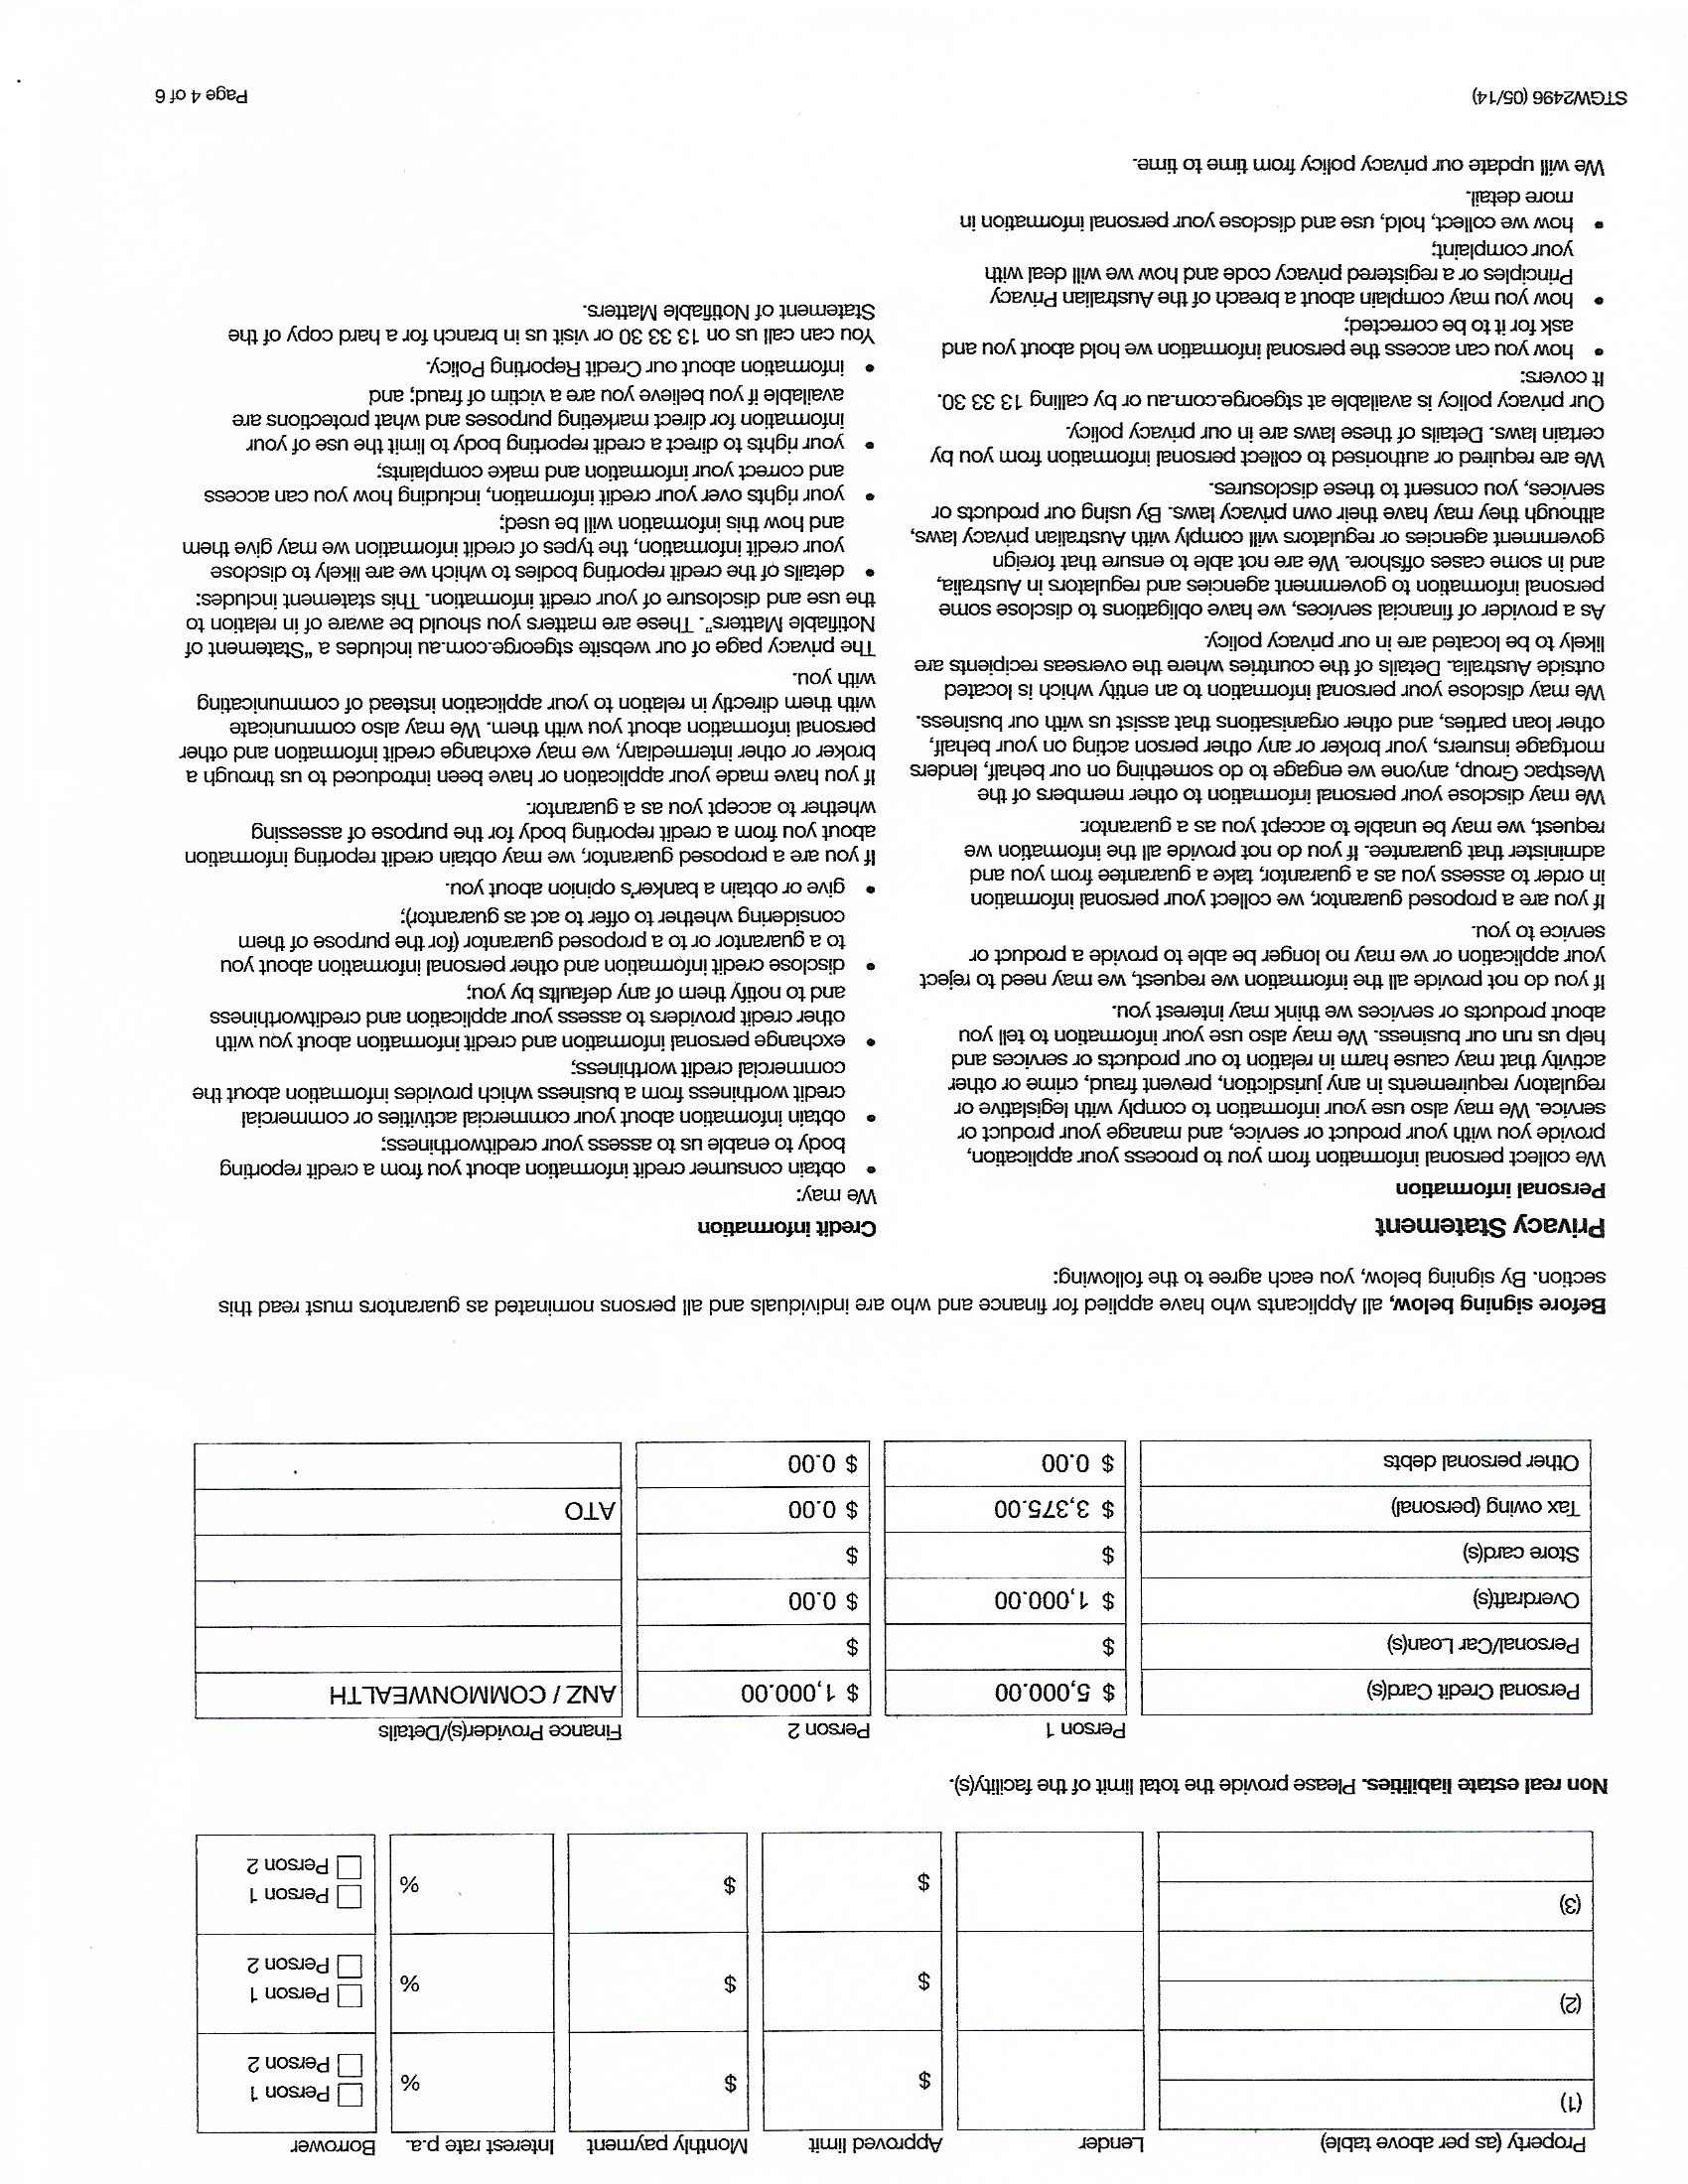 Property (as per above table) Lender Approved limit Monthly payment Interest rate p.a. Borrower
(1) $ $ % Person 1
Person 2
(2) $ $ % Person 1
Person 2
(3) $ $ % Person 1
Person 2
Non real estate liabilities. Please provide the total limit of the facility(s).
Person 1 Person 2 Finance Provider(s)/Details
Personal Credit Card(s) $ 5,000.00 $ 1,000.00 ANZ / COMMONWEALTH
Personal/Car Loan(s) $ $
Overdraft(s) $ 1,000.00 $ 0.00
Store card(s) $ $
Tax owing (personal) $ 3,375.00 $ 0.00 ATO
Other personal debts $ 0.00 $ 0.00
Before signing below, all Applicants who have applied for finance and who are individuals and all persons nominated as guarantors must read this
section. By signing below, you each agree to the following:
Privacy Statement
Personal information
We collect personal information from you to process your application,
provide you with your product or service, and manage your product or
service. We may also use your information to comply with legislative or
regulatory requirements in any jurisdiction, prevent fraud, crime or other
activity that may cause harm in relation to our products or services and
help us run our business. We may also use your information to tell you
about products or services we think may interest you.
If you do not provide all the information we request, we may need to reject
your application or we may no longer be able to provide a product or
service to you.
If you are a proposed guarantor, we collect your personal information
in order to assess you as a guarantor, take a guarantee from you and
administer that guarantee. If you do not provide all the information we
request, we may be unable to accept you as a guarantor.
We may disclose your personal information to other members of the
Westpac Group, anyone we engage to do something on our behalf, lenders
mortgage insurers, your broker or any other person acting on your behalf,
other loan parties, and other organisations that assist us with our business.
We may disclose your personal information to an entity which is located
outside Australia. Details of the countries where the overseas recipients are
likely to be located are in our privacy policy.
As a provider of financial services, we have obligations to disclose some
personal information to government agencies and regulators in Australia,
and in some cases offshore. We are not able to ensure that foreign
government agencies or regulators will comply with Australian privacy laws,
although they may have their own privacy laws. By using our products or
services, you consent to these disclosures.
We are required or authorised to collect personal information from you by
certain laws. Details of these laws are in our privacy policy.
Our privacy policy is available at stgeorge.com.au or by calling 13 33 30.
It covers:
• how you can access the personal information we hold about you and
ask for it to be corrected;
• how you may complain about a breach of the Australian Privacy
Principles or a registered privacy code and how we will deal with
your complaint;
• how we collect, hold, use and disclose your personal information in
more detail.
We will update our privacy policy from time to time.
Credit information
We may:
• obtain consumer credit information about you from a credit reporting
body to enable us to assess your creditworthiness;
• obtain information about your commercial activities or commercial
credit worthiness from a business which provides information about the
commercial credit worthiness;
• exchange personal information and credit information about you with
other credit providers to assess your application and creditworthiness
and to notify them of any defaults by you;
• disclose credit information and other personal information about you
to a guarantor or to a proposed guarantor (for the purpose of them
considering whether to offer to act as guarantor);
• give or obtain a banker's opinion about you.
If you are a proposed guarantor, we may obtain credit reporting information
about you from a credit reporting body for the purpose of assessing
whether to accept you as a guarantor.
If you have made your application or have been introduced to us through a
broker or other intermediary, we may exchange credit information and other
personal information about you with them. We may also communicate
with them directly in relation to your application instead of communicating
with you.
The privacy page of our website stgeorge.com.au includes a “Statement of
Notifiable Matters”. These are matters you should be aware of in relation to
the use and disclosure of your credit information. This statement includes:
• details of the credit reporting bodies to which we are likely to disclose
your credit information, the types of credit information we may give them
and how this information will be used;
• your rights over your credit information, including how you can access
and correct your information and make complaints;
• your rights to direct a credit reporting body to limit the use of your
information for direct marketing purposes and what protections are
available if you believe you are a victim of fraud; and
• information about our Credit Reporting Policy.
You can call us on 13 33 30 or visit us in branch for a hard copy of the
Statement of Notifiable Matters.
STGW2496 (05/14) Page 4 of 6